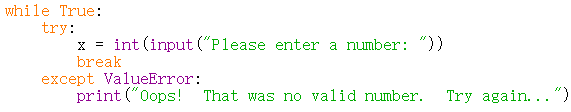 while True:
    try:
        x = int(input("Please enter a number: "))
        break
    except ValueError:
        print("Oops!  That was no valid number.  Try again...")